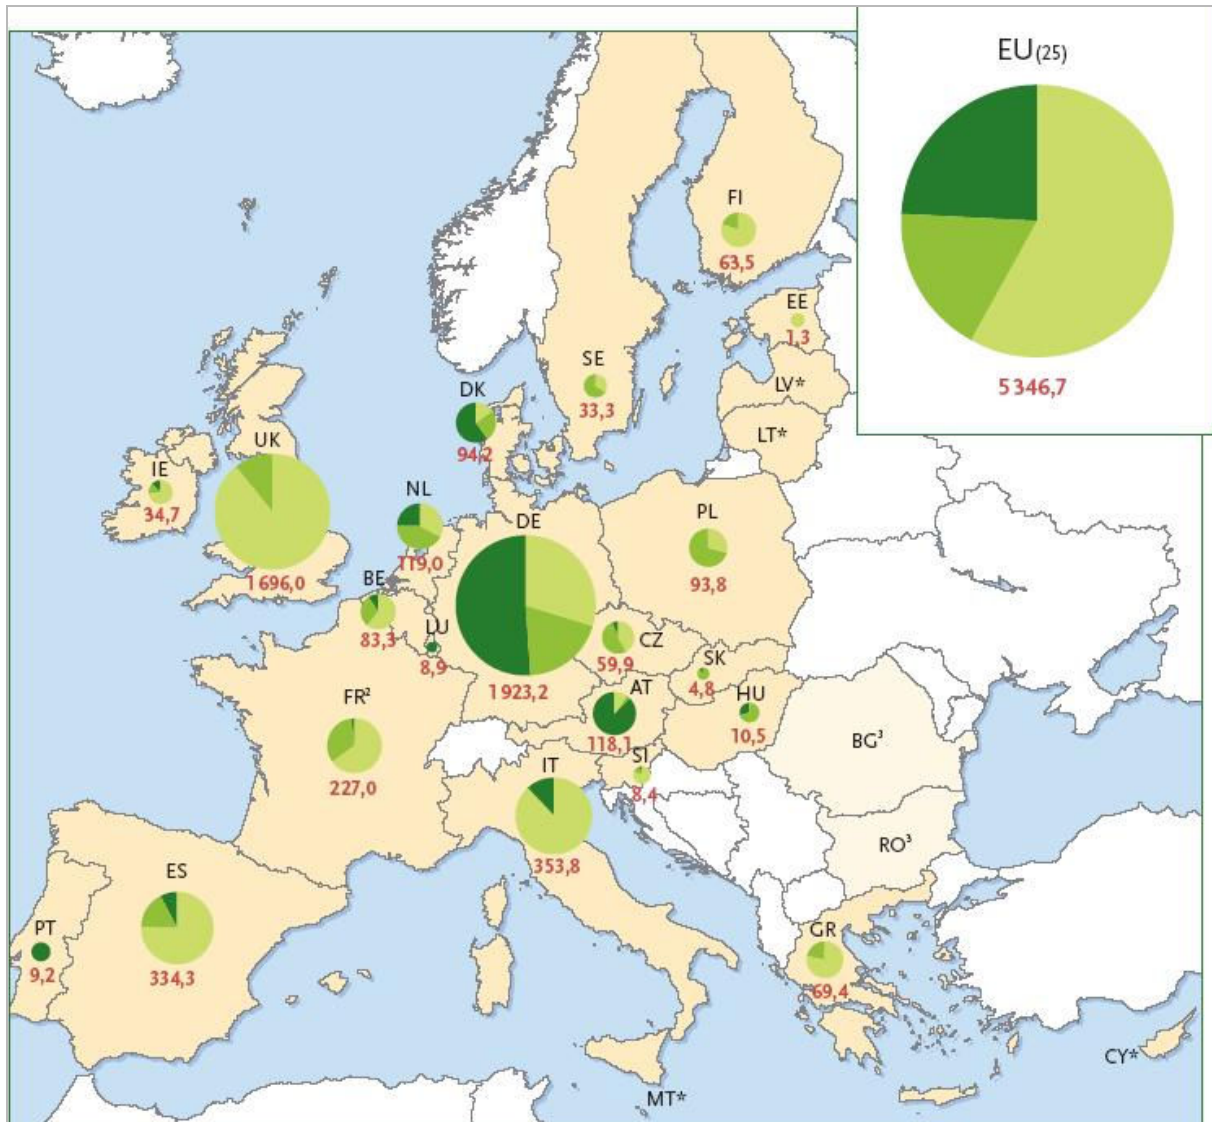 EU(25)
5 346,7
FI
63,5
EE
1,3
SE
33,3
LV*
LT*
DK
94,2
UK
1 696,0
IE
34,7
NL
119,0
DE
1 923,2
PL
93,8
BE
83,3
LU
8,9
CZ
59,9
SK
4,8
AT
118,1
HU
10,5
FR²
227,0
SI
8,4
IT
353,8
BG³
RO³
ES
334,3
PT
9,2
GR
69,4
CY*
MT*